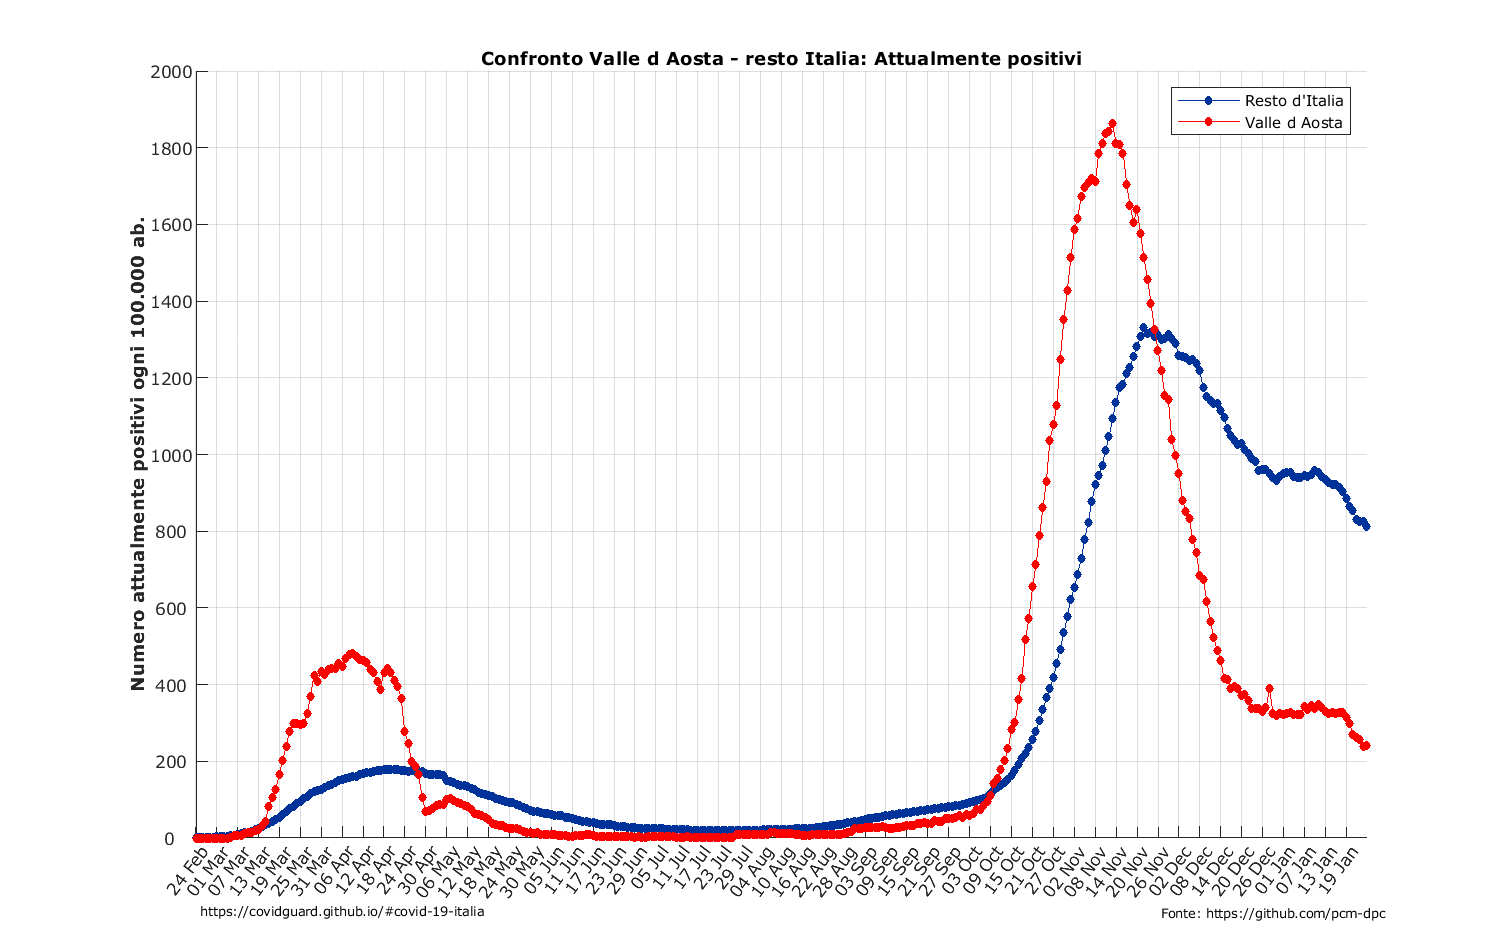 Confronto Valle d Aosta - resto Italia: Attualmente positivi
Resto d'Italia
Valle d Aosta
Numero attualmente positivi ogni 100.000 ab.
2000
1800
1600
1400
1200
1000
800
600
400
200
0
24 Feb
01 Mar
07 Mar
13 Mar
19 Mar
25 Mar
31 Mar
06 Apr
12 Apr
18 Apr
24 Apr
30 Apr
06 May
12 May
18 May
24 May
30 May
05 Jun
11 Jun
17 Jun
23 Jun
29 Jun
05 Jul
11 Jul
17 Jul
23 Jul
29 Jul
04 Aug
10 Aug
16 Aug
22 Aug
28 Aug
03 Sep
09 Sep
15 Sep
21 Sep
27 Sep
03 Oct
09 Oct
15 Oct
21 Oct
27 Oct
02 Nov
08 Nov
14 Nov
20 Nov
26 Nov
02 Dec
08 Dec
14 Dec
20 Dec
26 Dec
01 Jan
07 Jan
13 Jan
19 Jan
https://covidguard.github.io/#covid-19-italia
Fonte: https://github.com/pcm-dpc